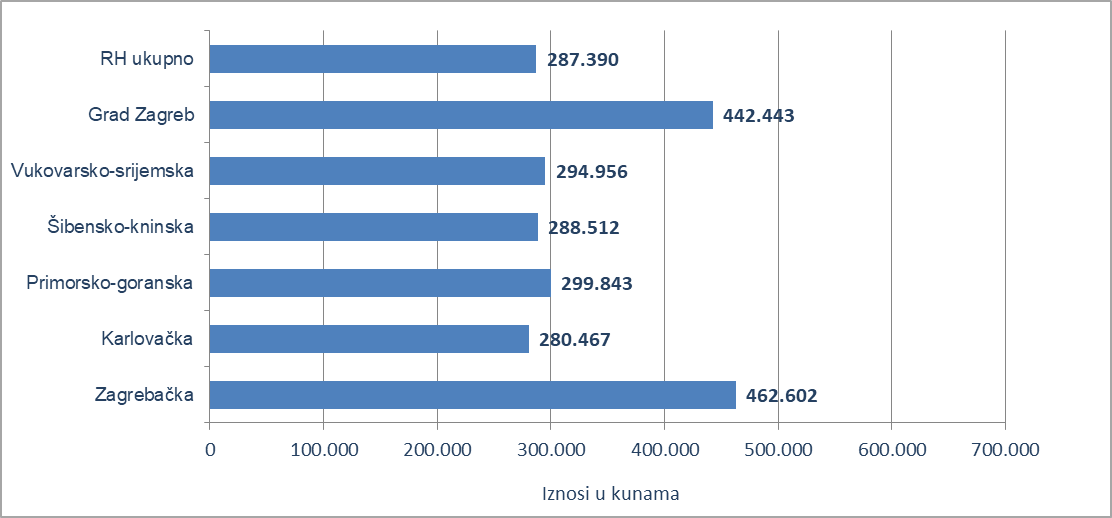 RH ukupno 287.390
Grad Zagreb 442.443
Vukovarsko-srijemska 294.956
Šibensko-kninska 288.512
Primorsko-goranska 299.843
Karlovačka 280.467
Zagrebačka 462.602
0 100.000 200.000 300.000 400.000 500.000 600.000 700.000
Iznosi u kunama